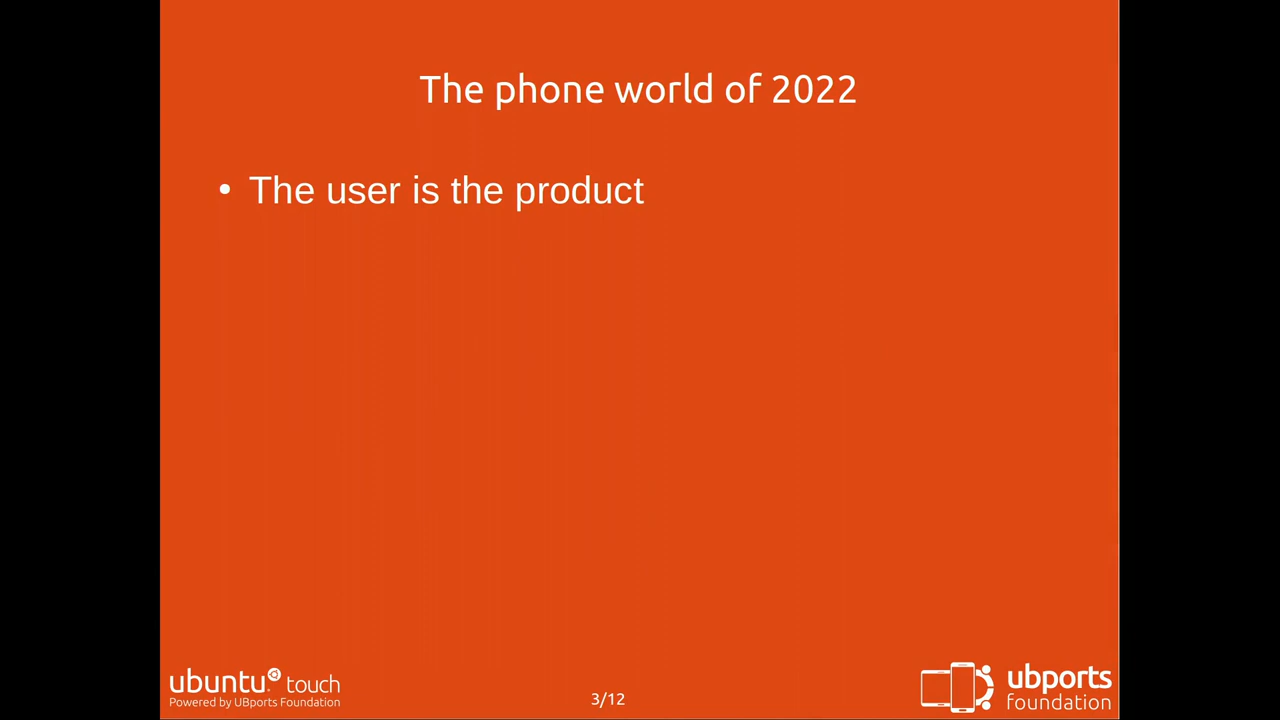 The phone world of 2022
• The user is the product
ubuntu touch
Powered by UBports Foundation
3/12
ubports
foundation